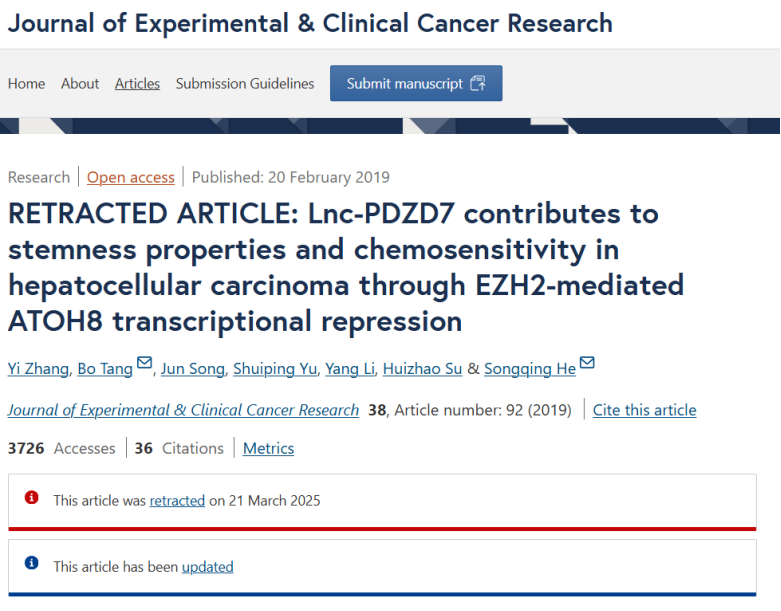 Journal of Experimental & Clinical Cancer Research
Home About Articles Submission Guidelines Submit manuscript
Research Open access Published: 20 February 2019
RETRACTED ARTICLE: Lnc-PDZD7 contributes to
stemness properties and chemosensitivity in
hepatocellular carcinoma through EZH2-mediated
ATOH8 transcriptional repression
Yi Zhang, Bo Tang, Jun Song, Shuiping Yu, Yang Li, Huizhao Su & Songqing He
Journal of Experimental & Clinical Cancer Research 38, Article number: 92 (2019) Cite this article
3726 Accesses 36 Citations Metrics
This article was retracted on 21 March 2025
This article has been updated